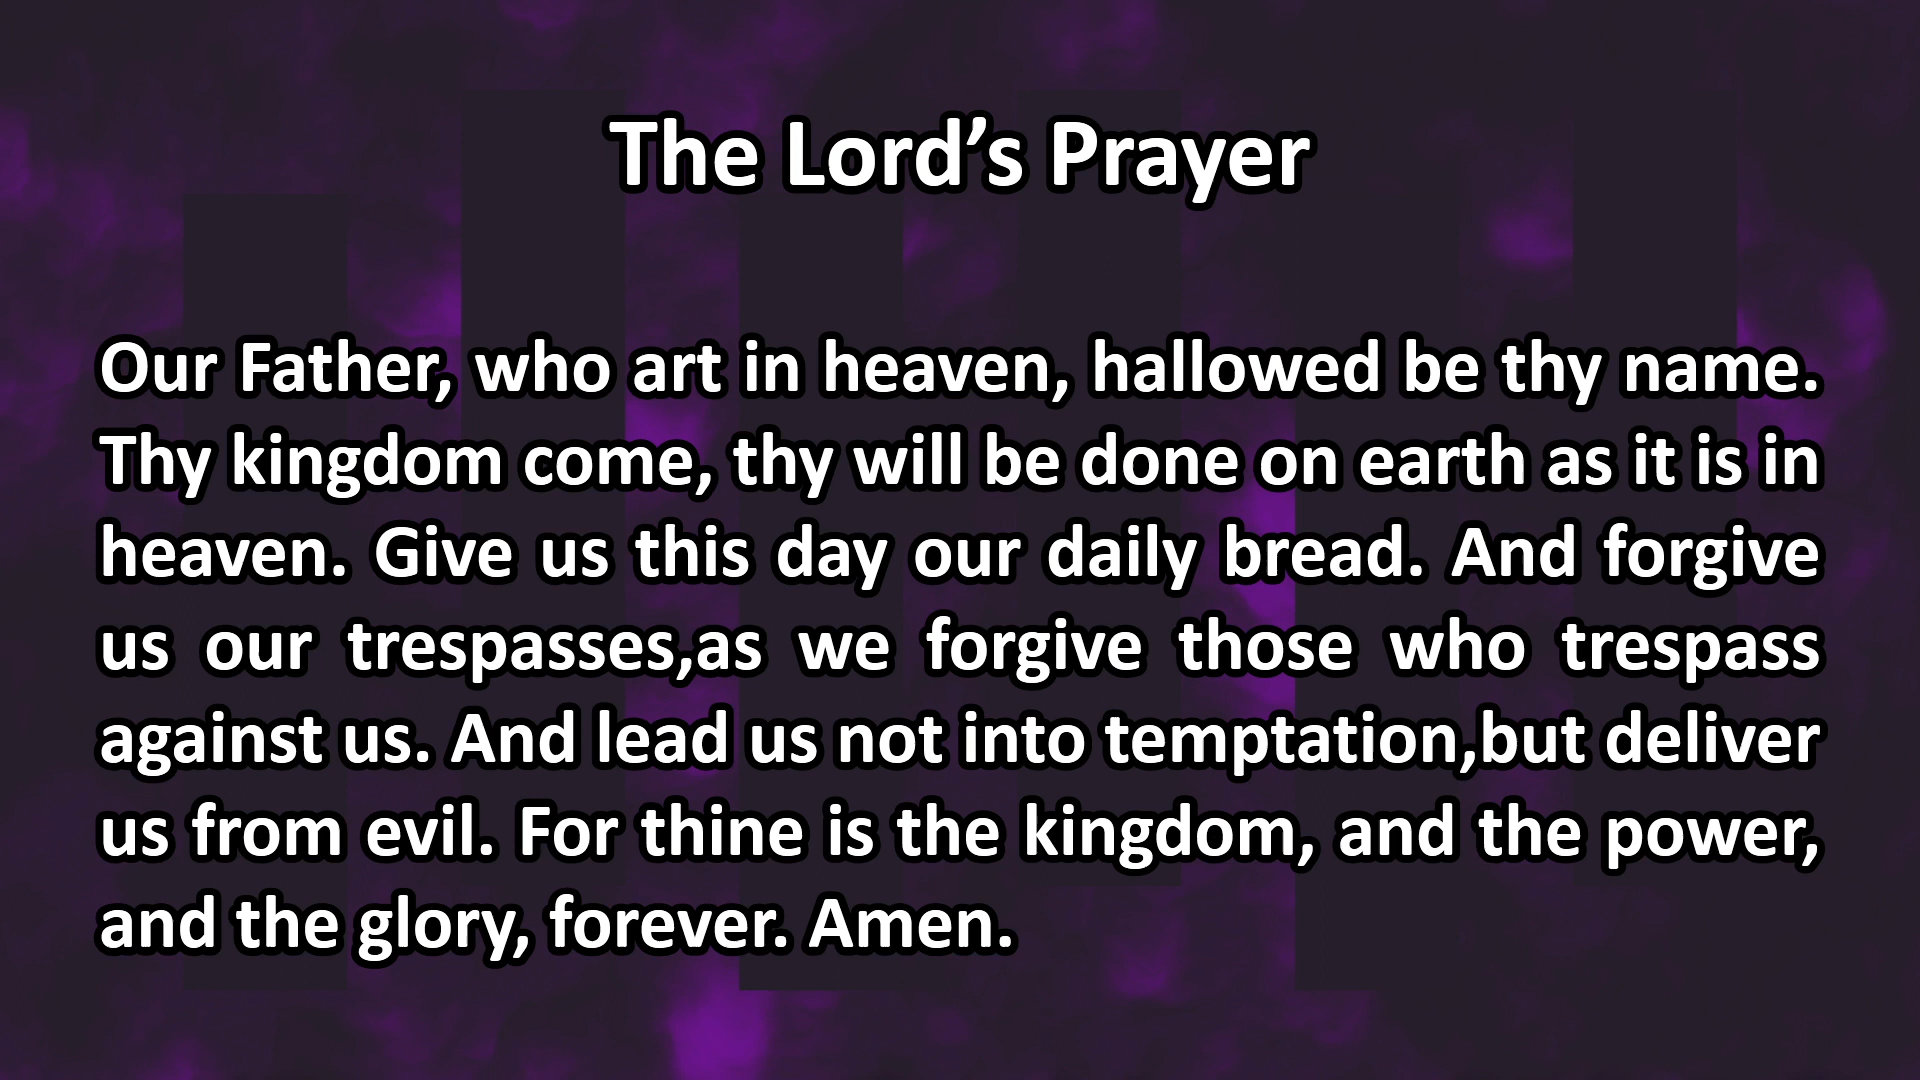 The Lord’s Prayer
Our Father, who art in heaven, hallowed be thy name.
Thy kingdom come, thy will be done on earth as it is in
heaven. Give us this day our daily bread. And forgive
us our trespasses,as we forgive those who trespass
against us. And lead us not into temptation,but deliver
us from evil. For thine is the kingdom, and the power,
and the glory, forever. Amen.